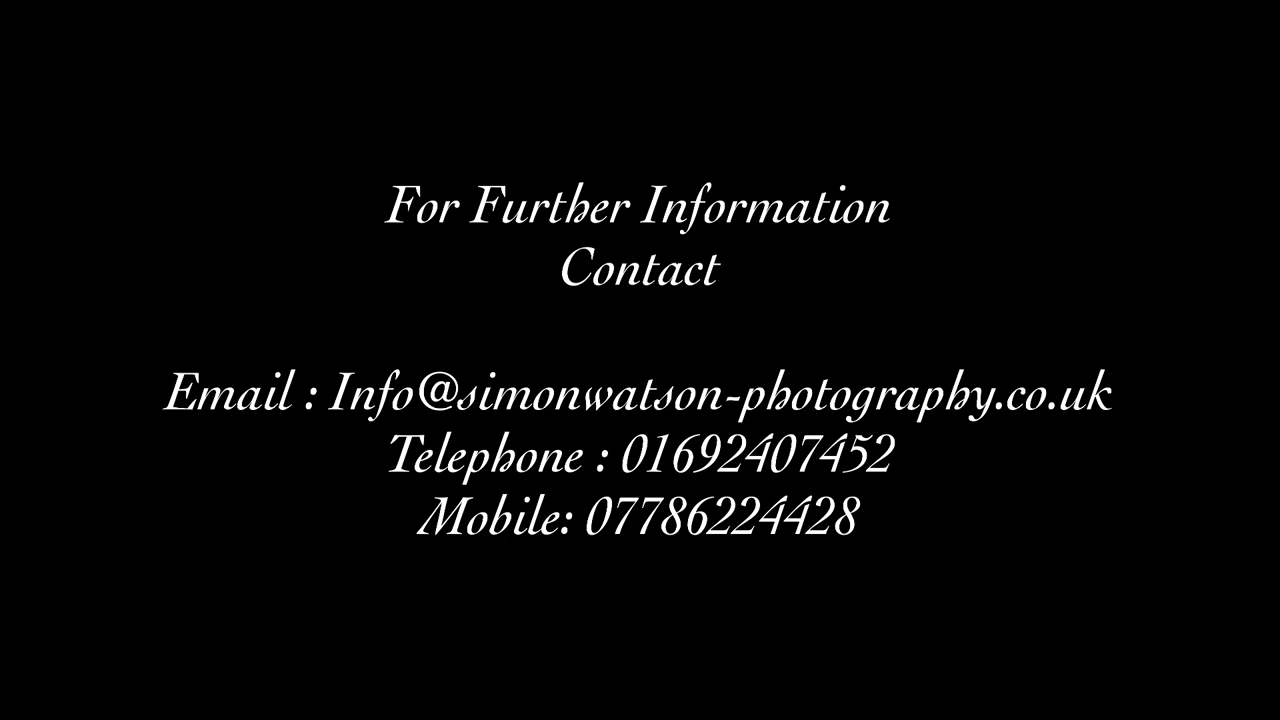 For Further Information
Contact
Email : Info@simonwatson-photography.co.uk
Telephone : 01692407452
Mobile: 07786224428